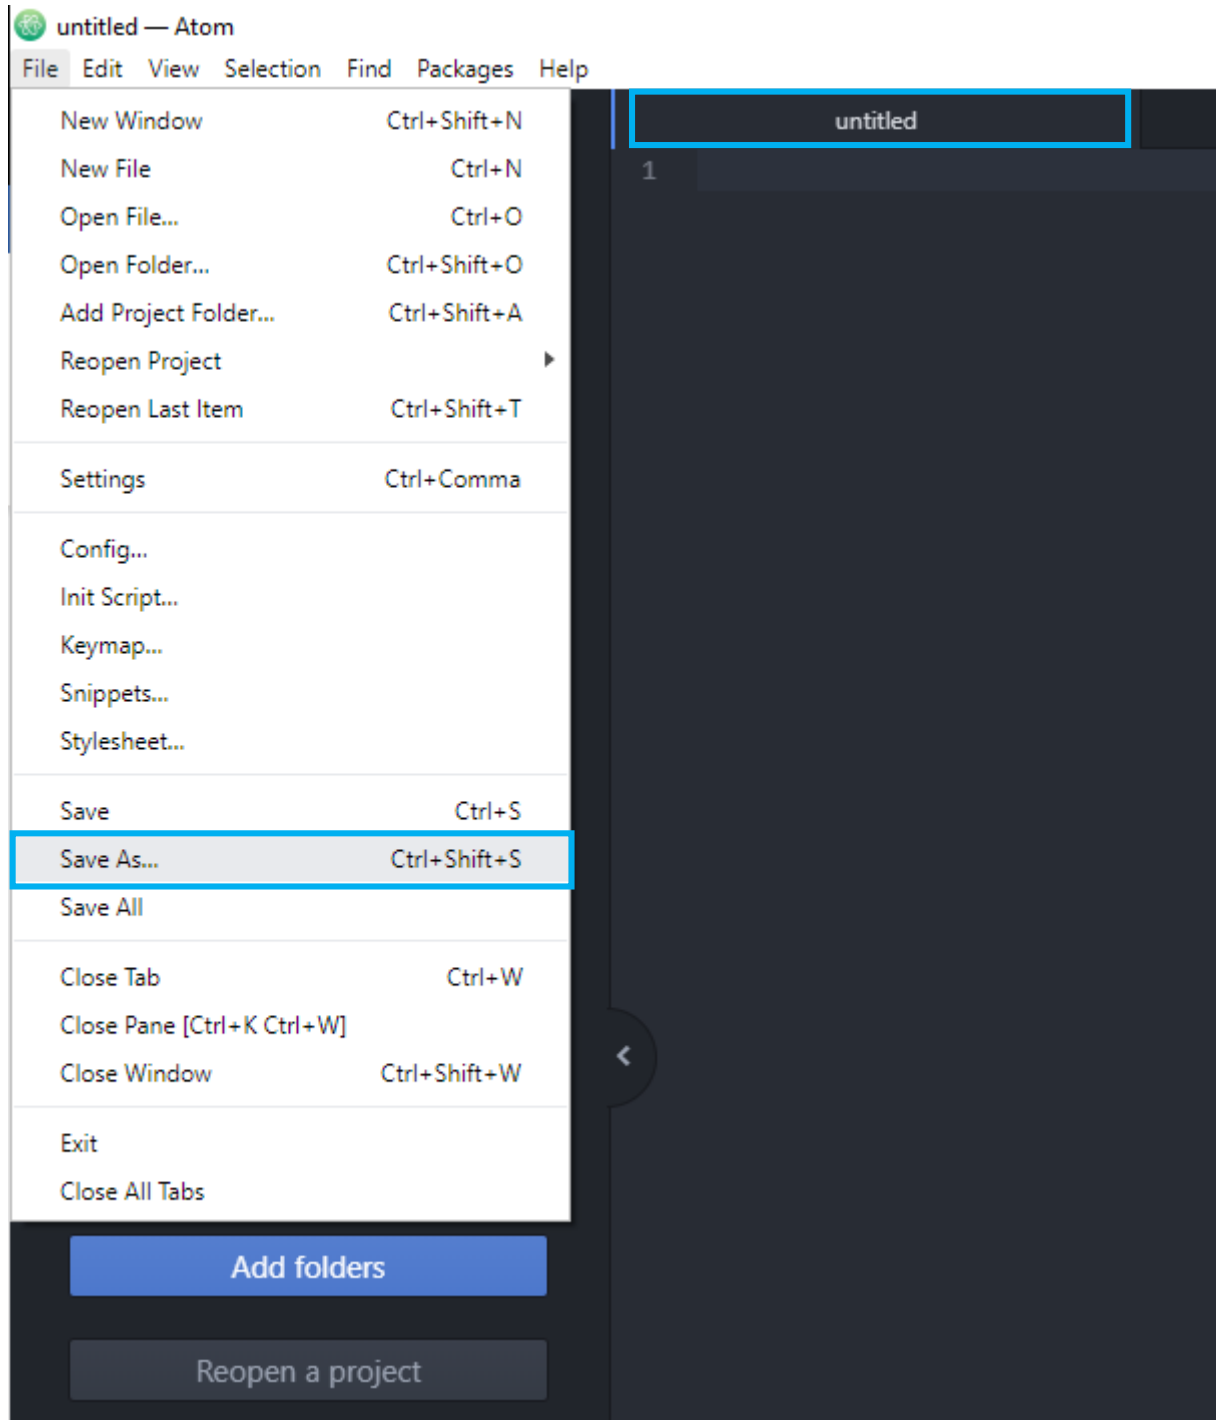 untitled — Atom
File Edit View Selection Find Packages Help
New Window Ctrl+Shift+N
New File Ctrl+N
Open File... Ctrl+O
Open Folder... Ctrl+Shift+O
Add Project Folder... Ctrl+Shift+A
Reopen Project
Reopen Last Item Ctrl+Shift+T
Settings Ctrl+Comma
Config...
Init Script...
Keymap...
Snippets...
Stylesheet...
Save Ctrl+S
Save As... Ctrl+Shift+S
Save All
Close Tab Ctrl+W
Close Pane [Ctrl+K Ctrl+W]
Close Window Ctrl+Shift+W
Exit
Close All Tabs
Add folders
Reopen a project
untitled
1